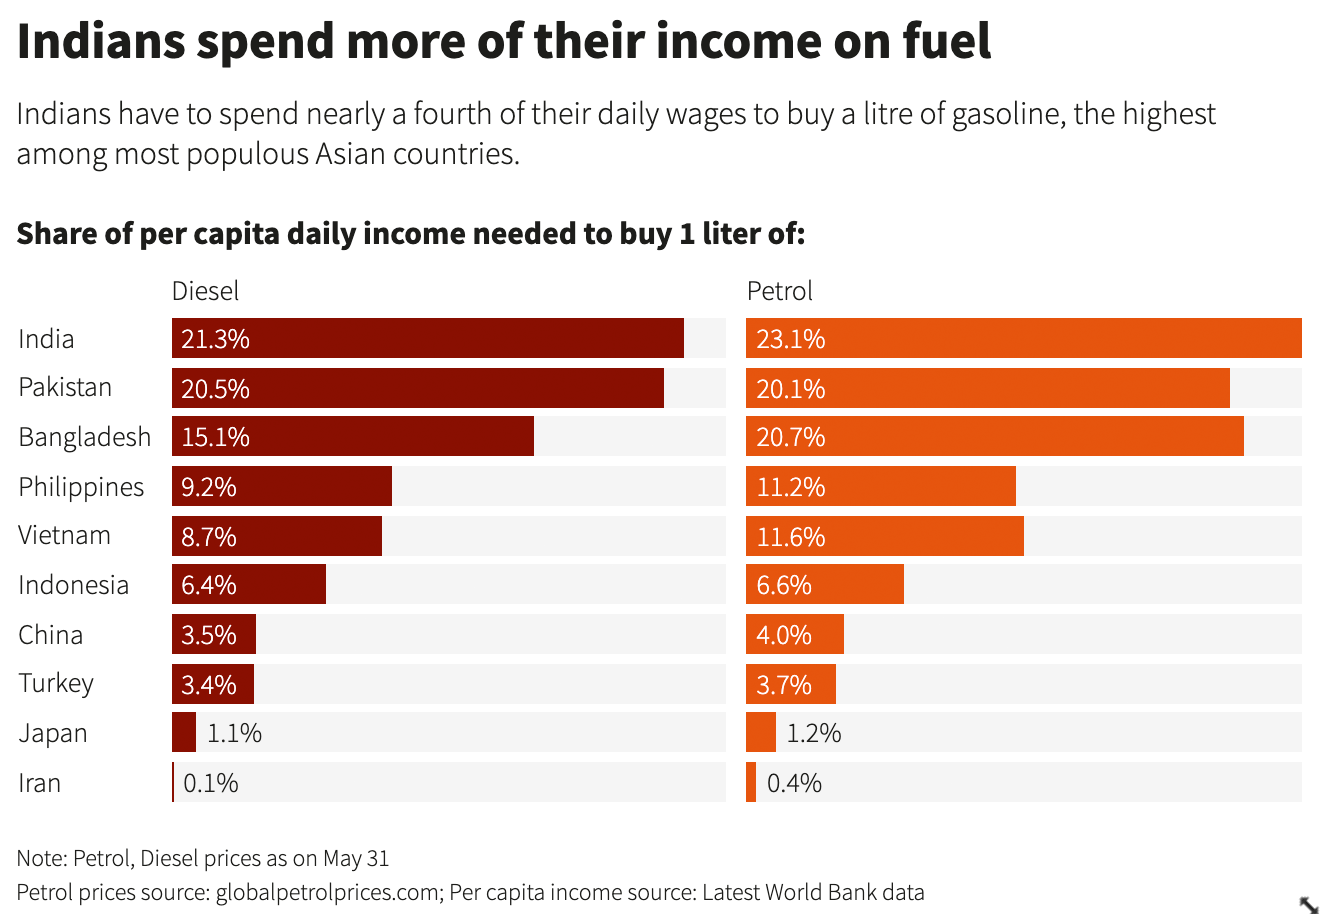 Indians spend more of their income on fuel
Indians have to spend nearly a fourth of their daily wages to buy a litre of gasoline, the highest
among most populous Asian countries.
Share of per capita daily income needed to buy 1 liter of:
Diesel Petrol
India 21.3% 23.1%
Pakistan 20.5% 20.1%
Bangladesh 15.1% 20.7%
Philippines 9.2% 11.2%
Vietnam 8.7% 11.6%
Indonesia 6.4% 6.6%
China 3.5% 4.0%
Turkey 3.4% 3.7%
Japan 1.1% 1.2%
Iran 0.1% 0.4%
Note: Petrol, Diesel prices as on May 31
Petrol prices source: globalpetrolprices.com; Per capita income source: Latest World Bank data